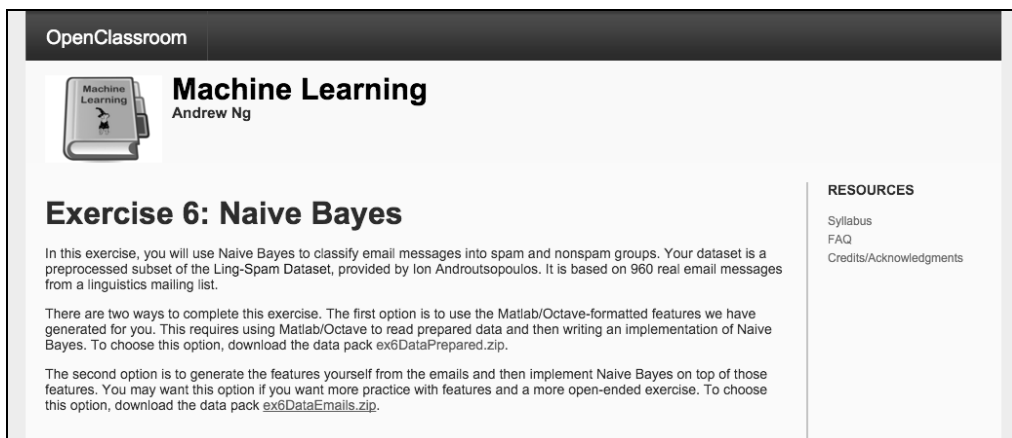 OpenClassroom
Machine
Learning
Machine Learning
Andrew Ng
Exercise 6: Naive Bayes
In this exercise, you will use Naive Bayes to classify email messages into spam and nonspam groups. Your dataset is a
preprocessed subset of the Ling-Spam Dataset, provided by Ion Androutsopoulos. It is based on 960 real email messages
from a linguistics mailing list.
There are two ways to complete this exercise. The first option is to use the Matlab/Octave-formatted features we have
generated for you. This requires using Matlab/Octave to read prepared data and then writing an implementation of Naive
Bayes. To choose this option, download the data pack ex6DataPrepared.zip.
The second option is to generate the features yourself from the emails and then implement Naive Bayes on top of those
features. You may want this option if you want more practice with features and a more open-ended exercise. To choose
this option, download the data pack ex6DataEmails.zip.
RESOURCES
Syllabus
FAQ
Credits/Acknowledgments